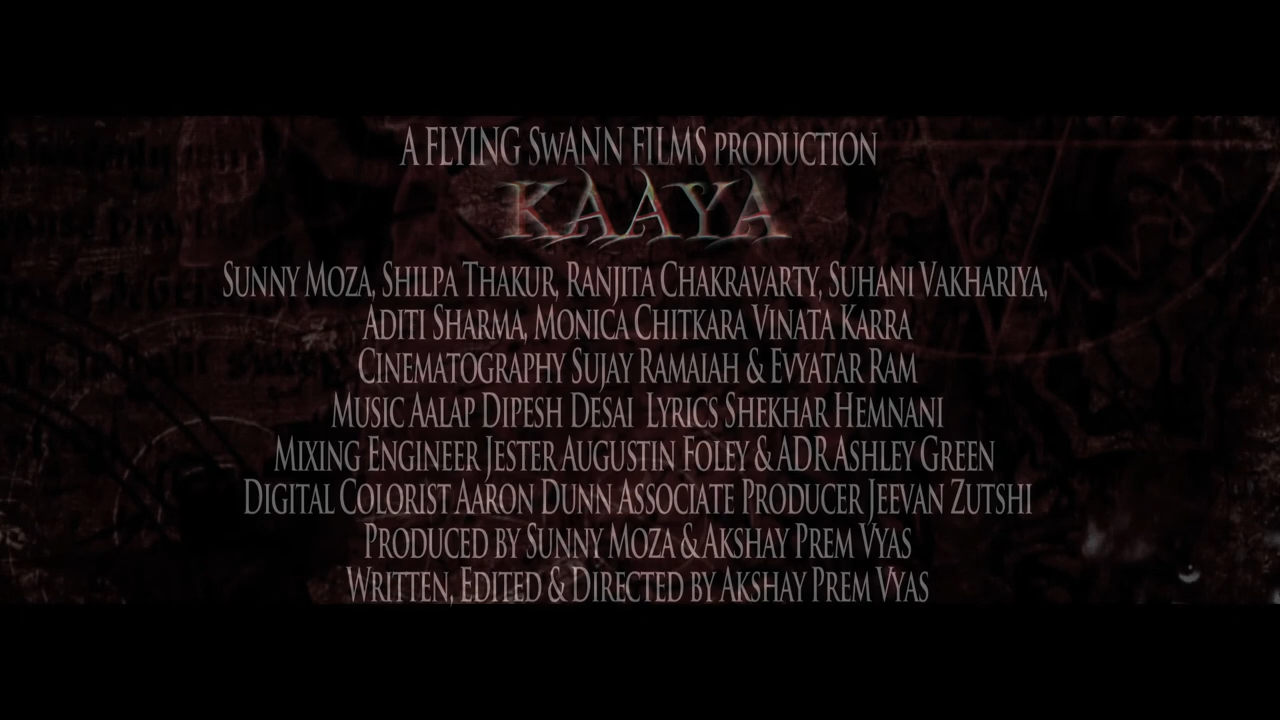 A FLYING SWANN FILMS PRODUCTION
KAAYA
SUNNY MOZA, SHILPA THAKUR, RANJITA CHAKRAVARTY, SUHANI VAKHARIYA,
ADITI SHARMA, MONICA CHITKARA VINATA KARRA
CINEMATOGRAPHY SUJAY RAMAIAH & EVYATAR RAM
MUSIC AALAP DIPESH DESAI LYRICS SHEKHAR HEMNANI
MIXING ENGINEER JESTER AUGUSTIN FOLEY & ADR ASHLEY GREEN
DIGITAL COLORIST AARON DUNN ASSOCIATE PRODUCER JEEVAN ZUTSHI
PRODUCED BY SUNNY MOZA & AKSHAY PREM VYAS
WRITTEN, EDITED & DIRECTED BY AKSHAY PREM VYAS